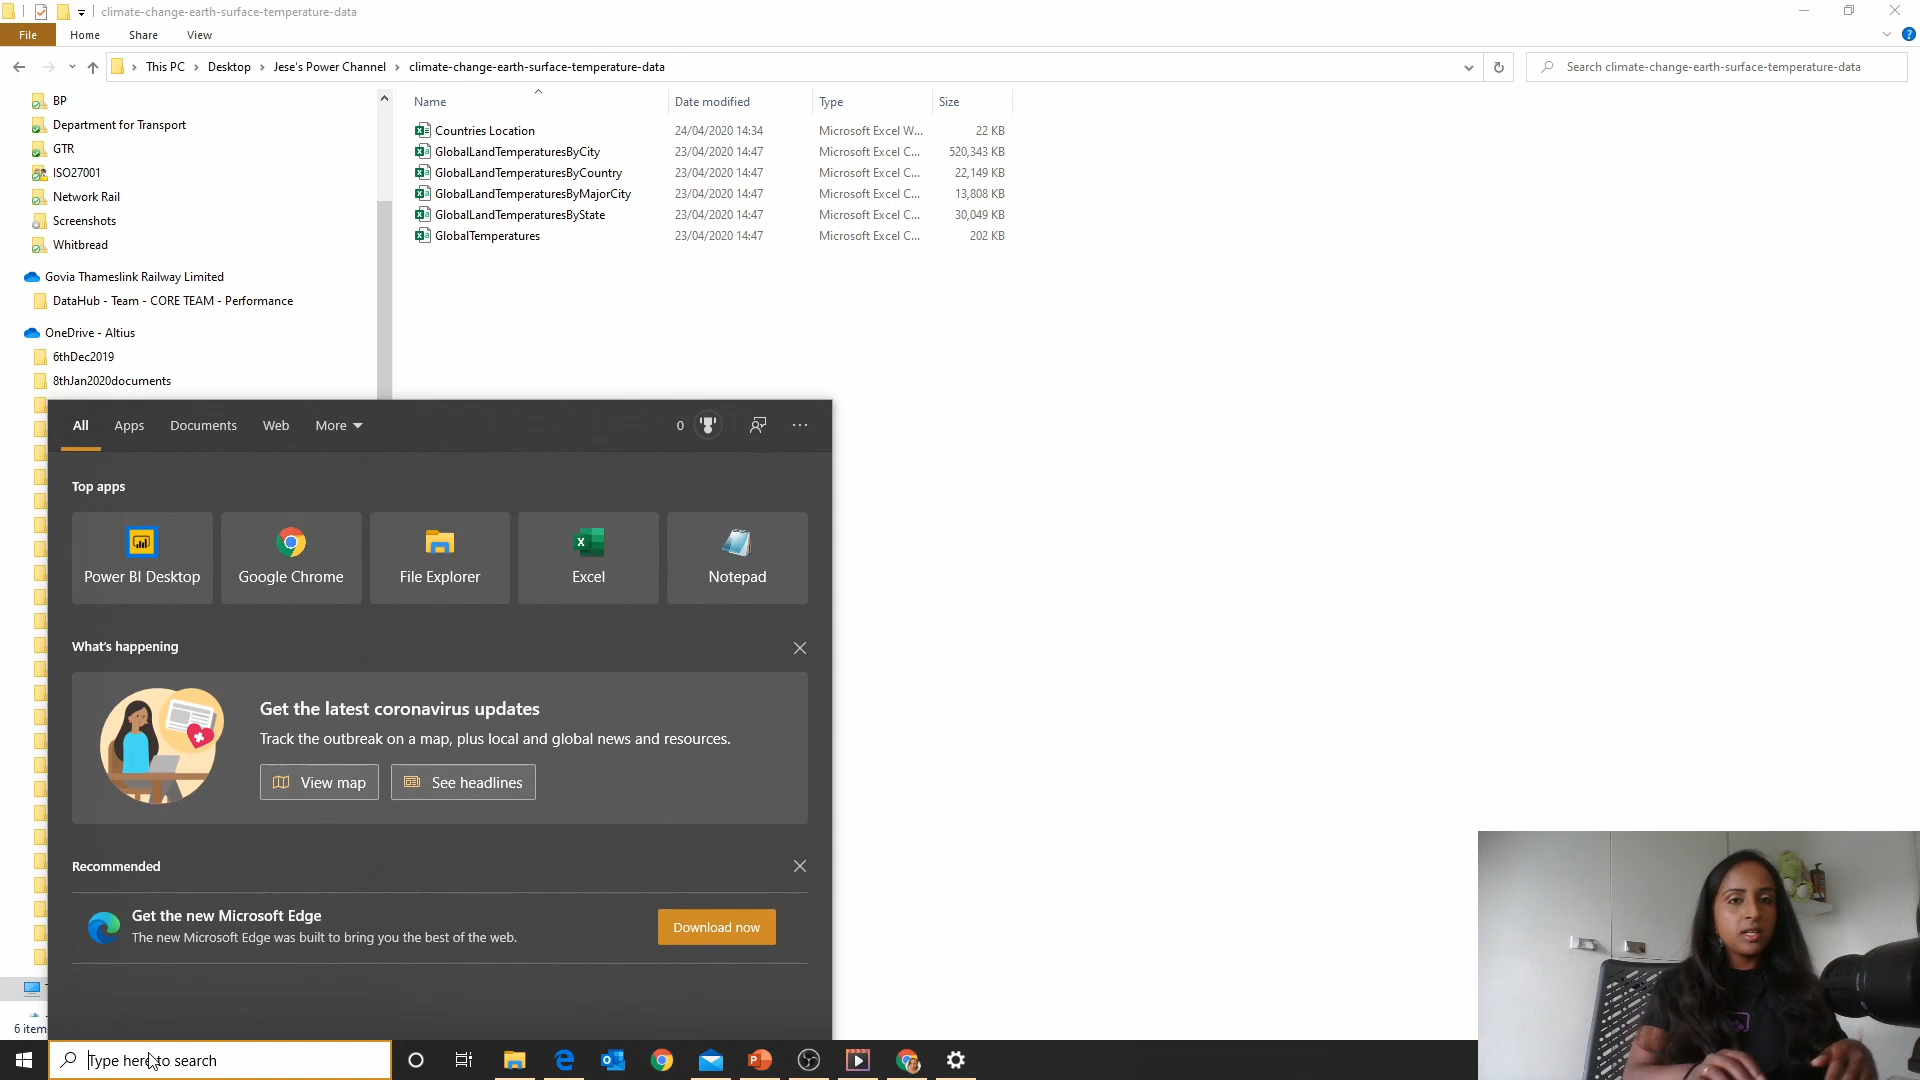 climate-change-earth-surface-temperature-data
File Home Share View
This PC > Desktop > Jese's Power Channel > climate-change-earth-surface-temperature-data
Search climate-change-earth-surface-temperature-data
BP
Department for Transport
GTR
ISO27001
Network Rail
Screenshots
Whitbread
Govia Thameslink Railway Limited
DataHub - Team - CORE TEAM - Performance
OneDrive - Altius
6thDec2019
8thJan2020documents
Name Date modified Type Size
Countries Location 24/04/2020 14:34 Microsoft Excel W... 22 KB
GlobalLandTemperaturesByCity 23/04/2020 14:47 Microsoft Excel C... 520,343 KB
GlobalLandTemperaturesByCountry 23/04/2020 14:47 Microsoft Excel C... 22,149 KB
GlobalLandTemperaturesByMajorCity 23/04/2020 14:47 Microsoft Excel C... 13,808 KB
GlobalLandTemperaturesByState 23/04/2020 14:47 Microsoft Excel C... 30,049 KB
GlobalTemperatures 23/04/2020 14:47 Microsoft Excel C... 202 KB
All Apps Documents Web More 0
Top apps
Power BI Desktop Google Chrome File Explorer Excel Notepad
What's happening
Get the latest coronavirus updates
Track the outbreak on a map, plus local and global news and resources.
View map See headlines
Recommended
Get the new Microsoft Edge
The new Microsoft Edge was built to bring you the best of the web.
Download now
6 item
Type here to search